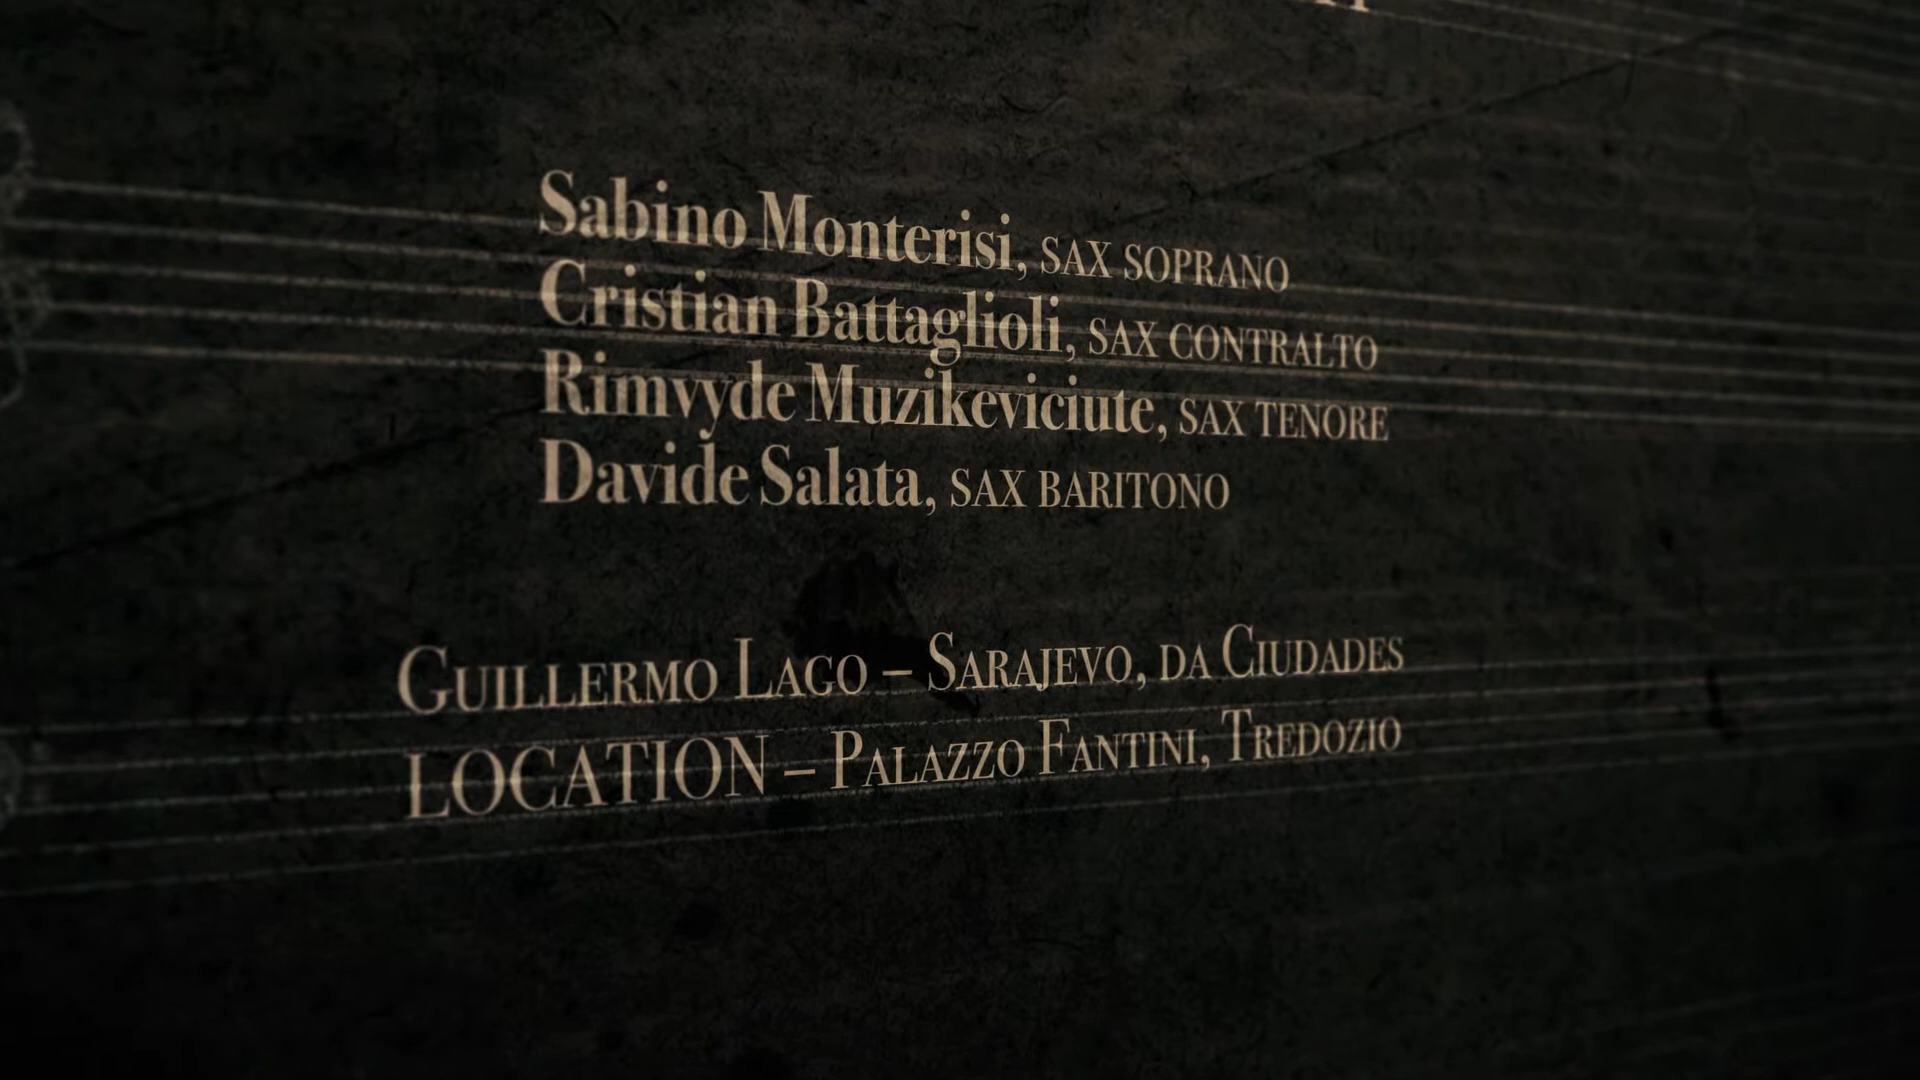 Sabino Monterisi, SAX SOPRANO
Cristian Battaglioli, SAX CONTRALTO
Rimvyde Muzikeviciute, SAX TENORE
Davide Salata, SAX BARITONO
GUILLERMO LAGO – SARAJEVO, DA CIUDADES
LOCATION – PALAZZO FANTINI, TREDOZIO